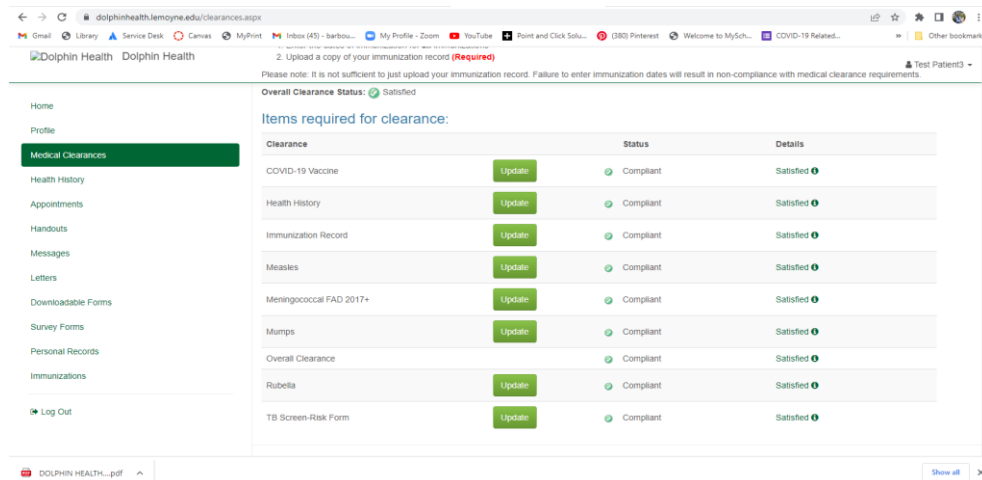 dolphinhealth.lemoyne.edu/clearances.aspx
Gmail Library Service Desk Canvas MyPrint Inbox (45) - barbou... My Profile - Zoom YouTube Point and Click Solu... (380) Pinterest Welcome to MySch... COVID-19 Related... » Other bookmark
Dolphin Health Dolphin Health
2. Upload a copy of your immunization record (Required)
Test Patient3
Please note: It is not sufficient to just upload your immunization record. Failure to enter immunization dates will result in non-compliance with medical clearance requirements.
Overall Clearance Status: Satisfied
Home
Profile
Medical Clearances
Health History
Appointments
Handouts
Messages
Letters
Downloadable Forms
Survey Forms
Personal Records
Immunizations
Log Out
Items required for clearance:
Clearance Status Details
COVID-19 Vaccine Update Compliant Satisfied
Health History Update Compliant Satisfied
Immunization Record Update Compliant Satisfied
Measles Update Compliant Satisfied
Meningococcal FAD 2017+ Update Compliant Satisfied
Mumps Update Compliant Satisfied
Overall Clearance Compliant Satisfied
Rubella Update Compliant Satisfied
TB Screen-Risk Form Update Compliant Satisfied
DOLPHIN HEALTH....pdf
Show all